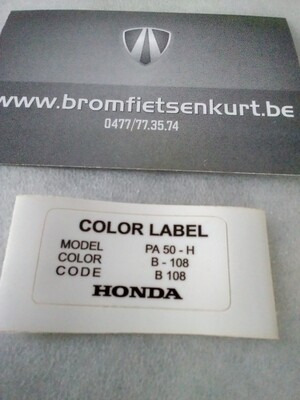 www.bromfietsenkurt.be
0477/77.35.74
COLOR LABEL
MODEL PA 50 - H
COLOR B - 108
CODE B 108
HONDA